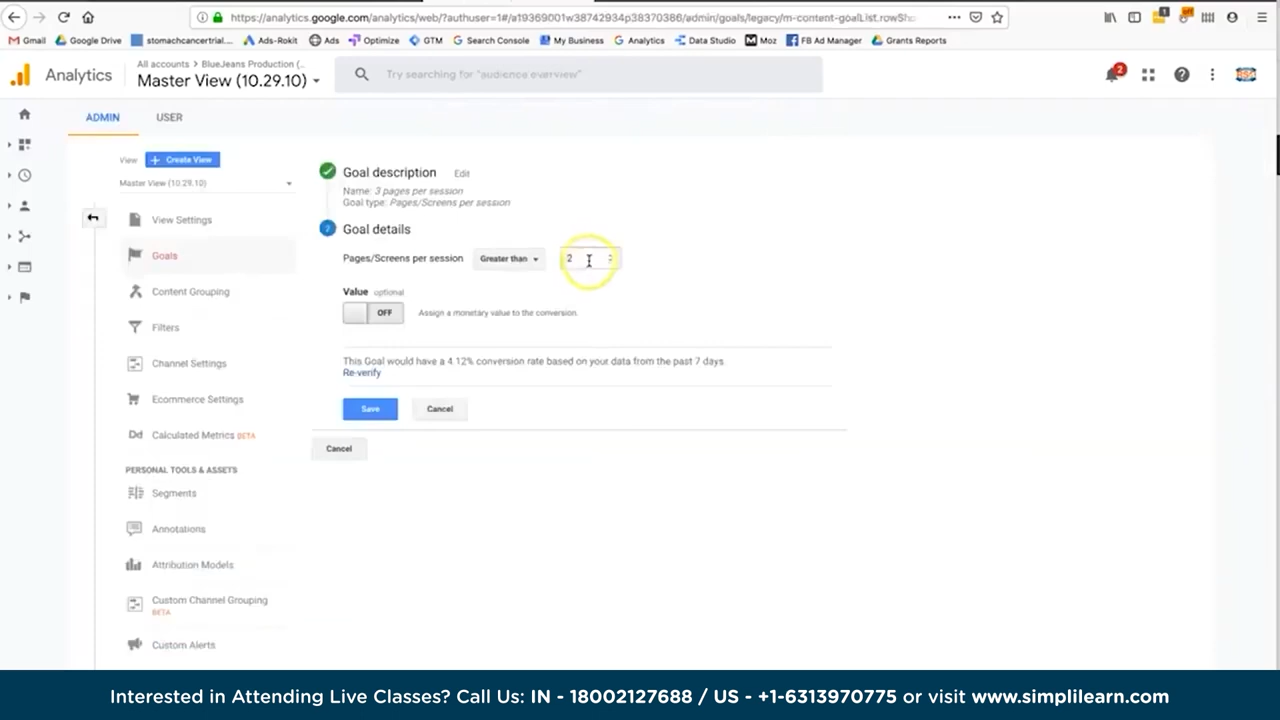 https://analytics.google.com/analytics/web/?authuser=1#/a19369001w38742934p38370386/admin/goals/legacy/m-content-goalList.rowSho
Gmail Google Drive stomachcancertrial.... Ads-Rokit Ads Optimize GTM Search Console My Business Analytics Data Studio Moz FB Ad Manager Grants Reports
Analytics
All accounts > BlueJeans Production (..
Master View (10.29.10)
Try searching for "audience overview"
2
1
ADMIN USER
View + Create View
Master View (10.29.10)
View Settings
Goals
Content Grouping
Filters
Channel Settings
Ecommerce Settings
Dd Calculated Metrics BETA
PERSONAL TOOLS & ASSETS
Segments
Annotations
Attribution Models
Custom Channel Grouping
BETA
Custom Alerts
Goal description Edit
Name: 3 pages per session
Goal type: Pages/Screens per session
2 Goal details
Pages/Screens per session Greater than 2
Value optional
OFF Assign a monetary value to the conversion.
This Goal would have a 4.12% conversion rate based on your data from the past 7 days.
Re-verify
Save Cancel
Cancel
Interested in Attending Live Classes? Call Us: IN - 18002127688 / US - +1-6313970775 or visit www.simplilearn.com